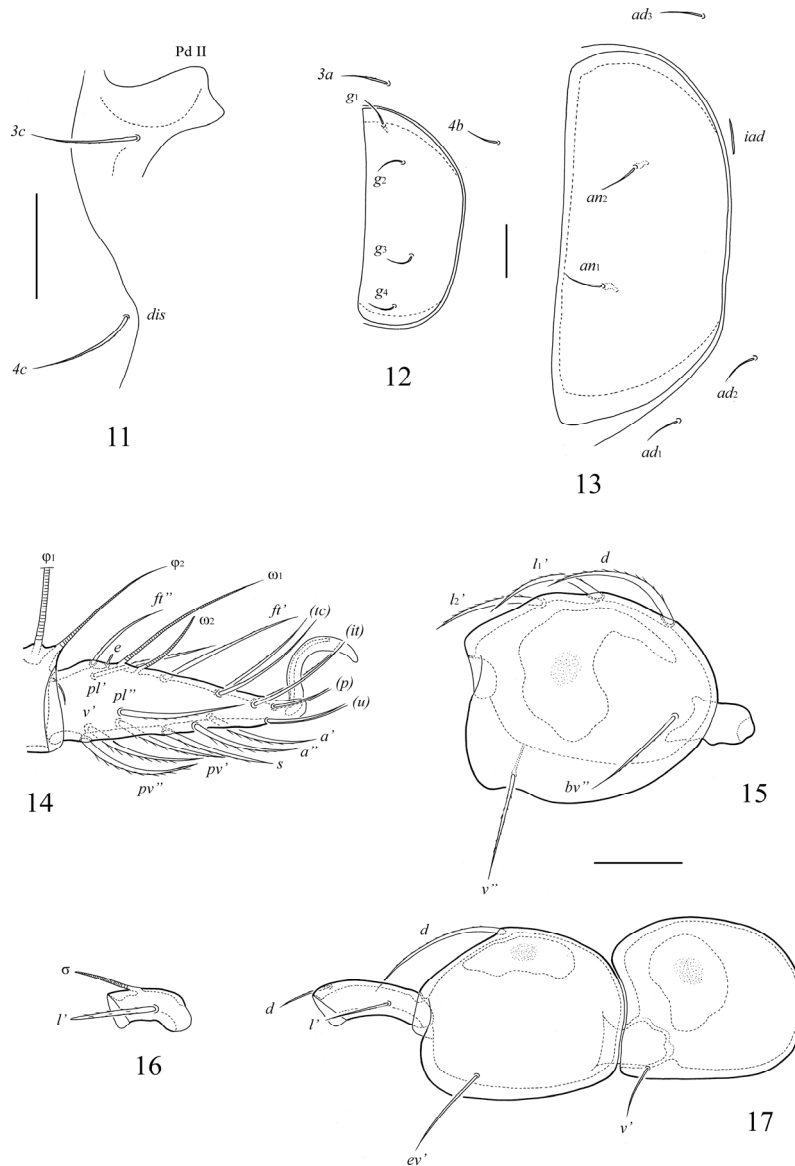 Pd II
3c
dis
4c
11
3a
g1
4b
g2
g3
g4
12
ad3
iad
an2
an1
ad2
ad1
13
φ1
φ2
ω1
ft”
e
ω2
ft’
(tc)
(it)
pl’
pl”
(p)
v’
(u)
a’
a”
pv’
s
pv”
14
l1’
d
l2’
bv”
v”
15
σ
l’
16
d
d
l’
ev’
v’
17